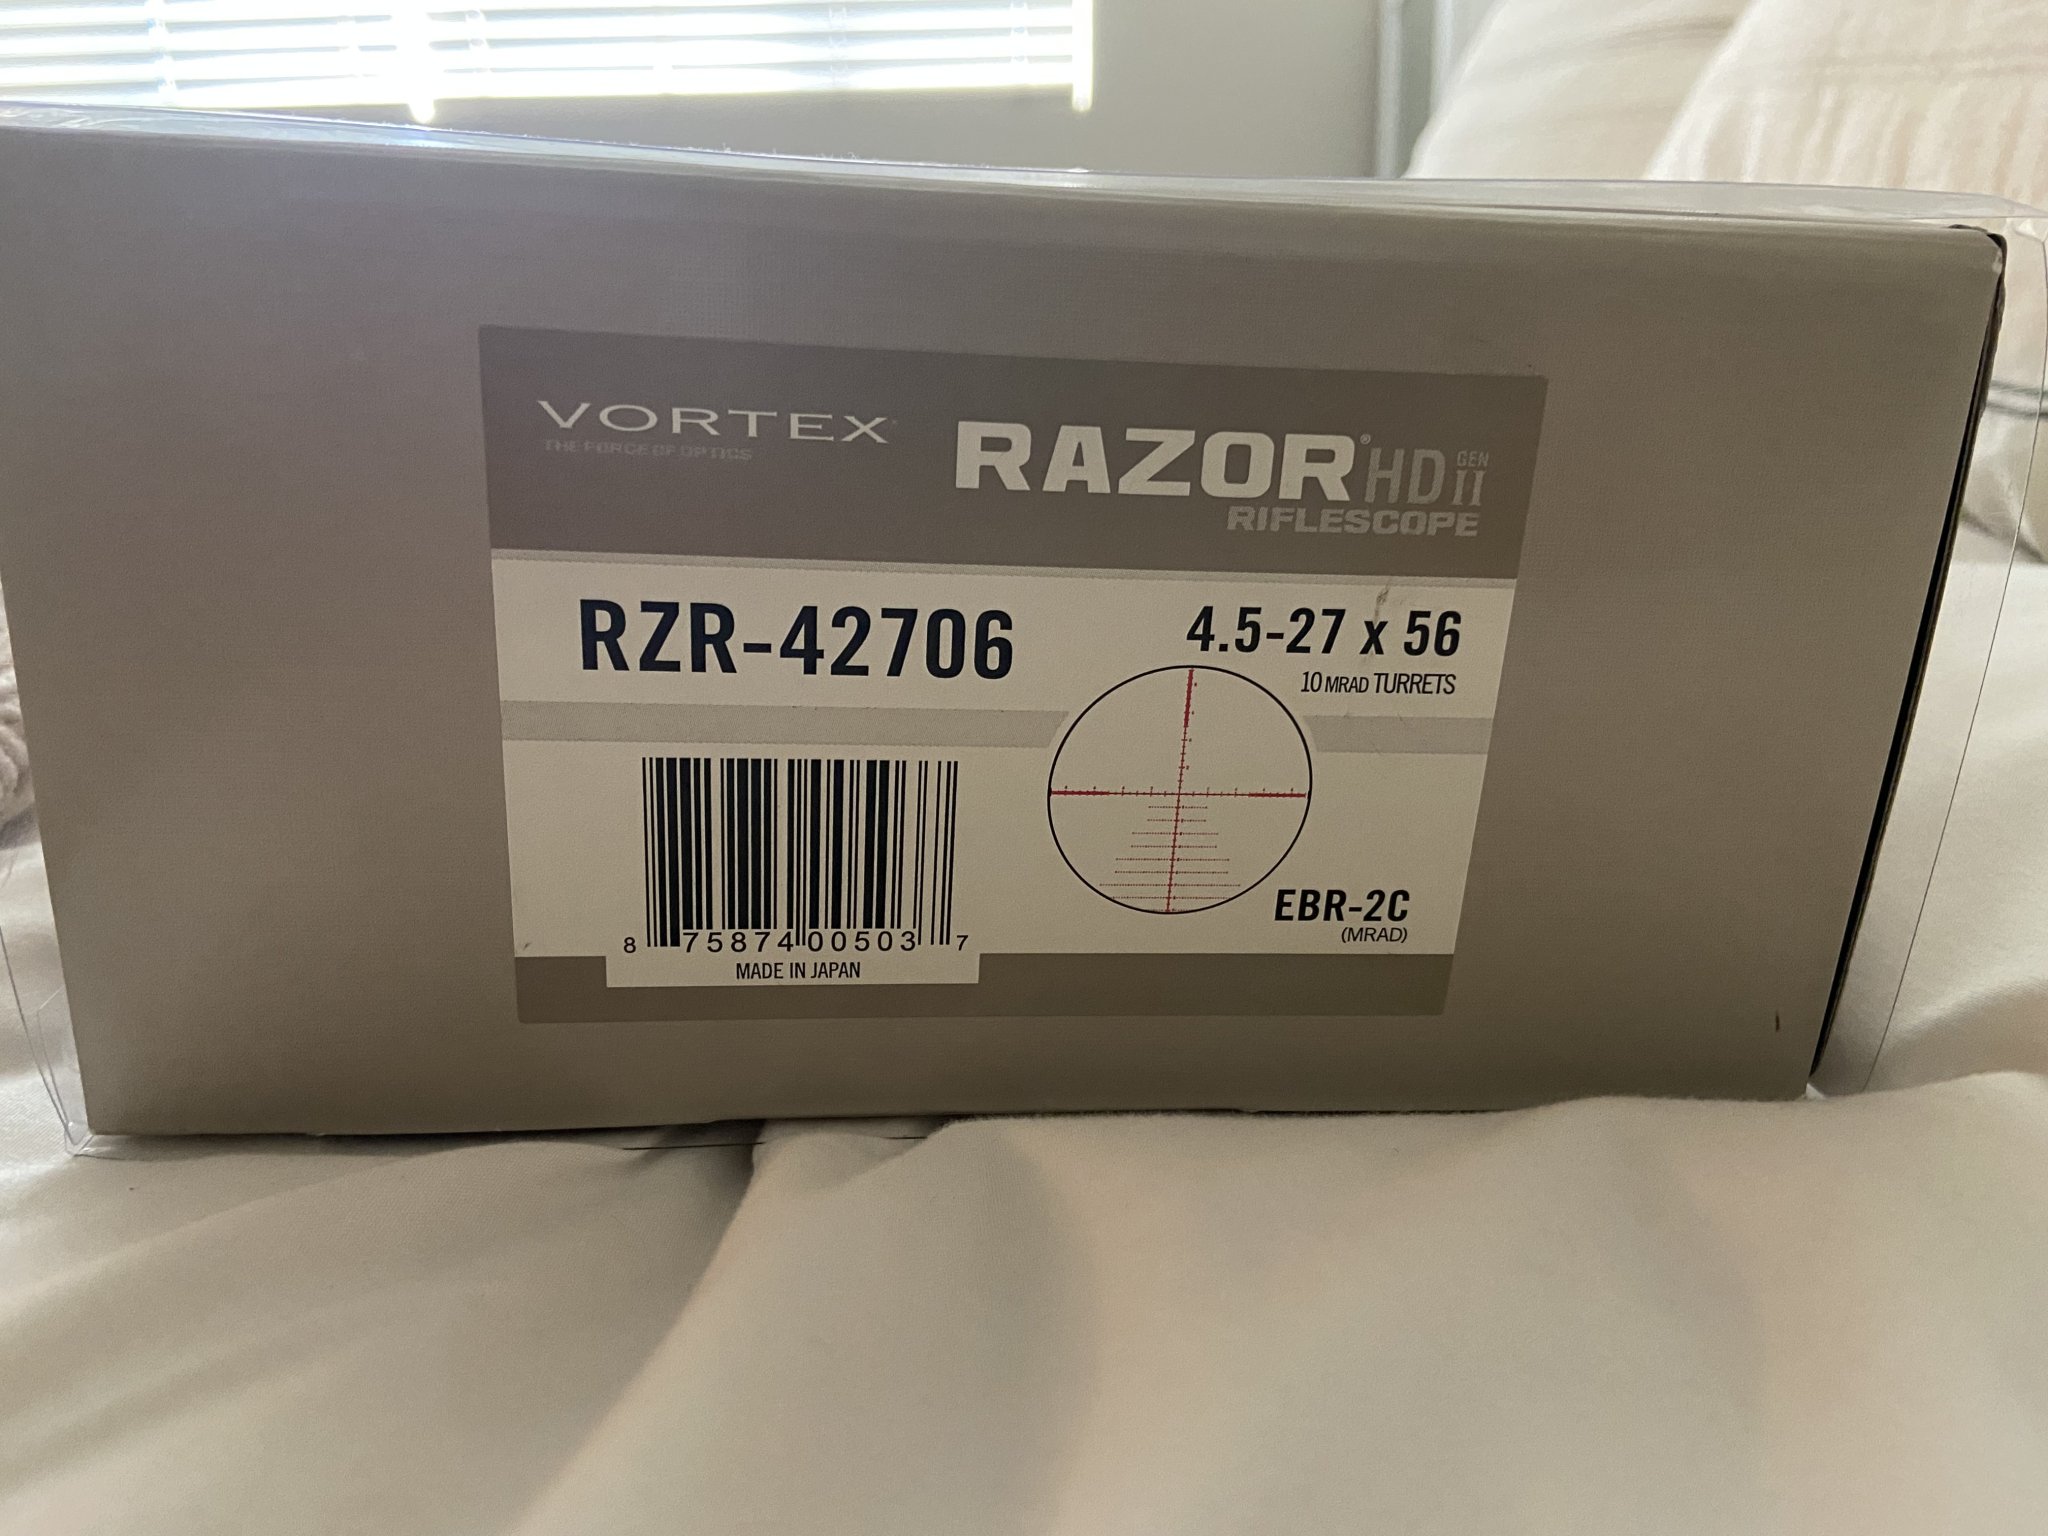 VORTEX
THE FORCE OF OPTICS
RAZOR® HD GEN II
RIFLESCOPE
RZR-42706
4.5-27 x 56
10 MRAD TURRETS
8 75874 00503 7
MADE IN JAPAN
EBR-2C
(MRAD)